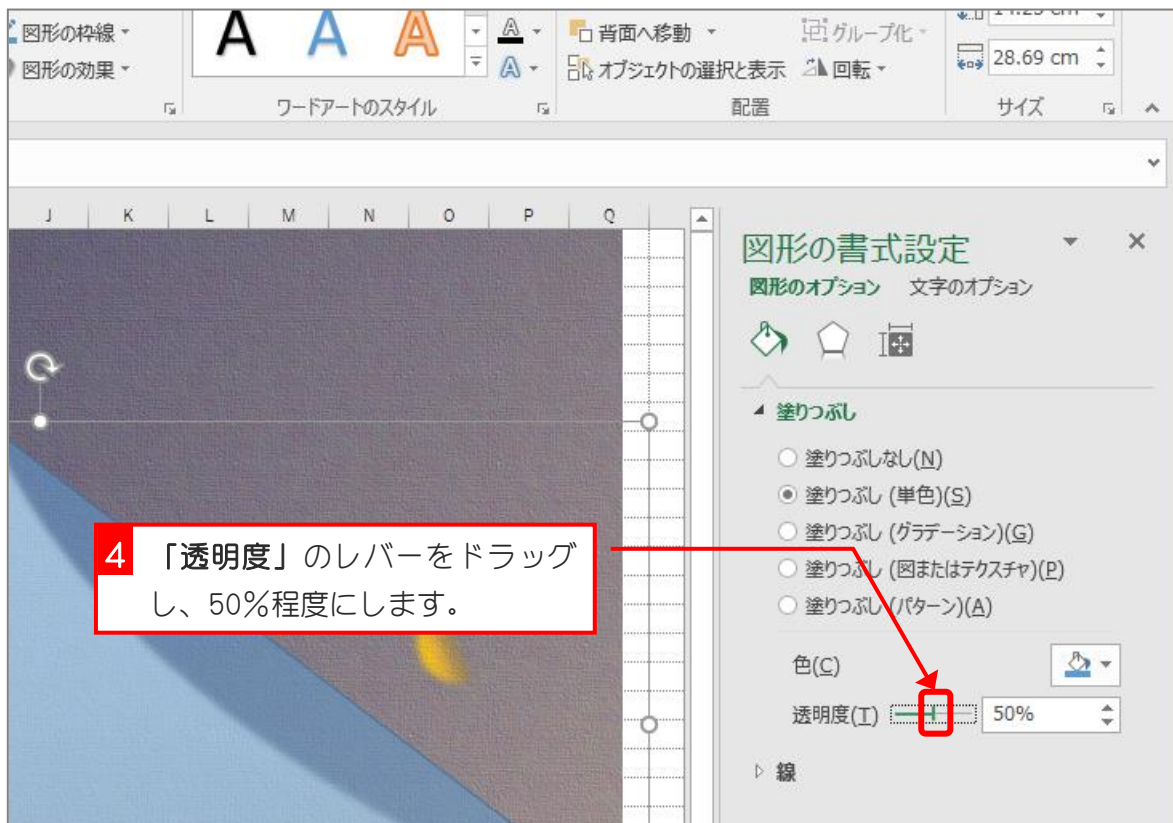 図形の枠線
A A A
A
背面へ移動
グループ化
図形の効果
A
オブジェクトの選択と表示
回転
28.69 cm
ワードアートのスタイル
配置
サイズ
J K L M N O P Q
図形の書式設定
図形のオプション 文字のオプション
塗りつぶし
塗りつぶしなし(N)
塗りつぶし (単色)(S)
塗りつぶし (グラデーション)(G)
塗りつぶし (図またはテクスチャ)(P)
塗りつぶし (パターン)(A)
4 「透明度」のレバーをドラッグ
し、50%程度にします。
色(C)
透明度(T) 50%
線